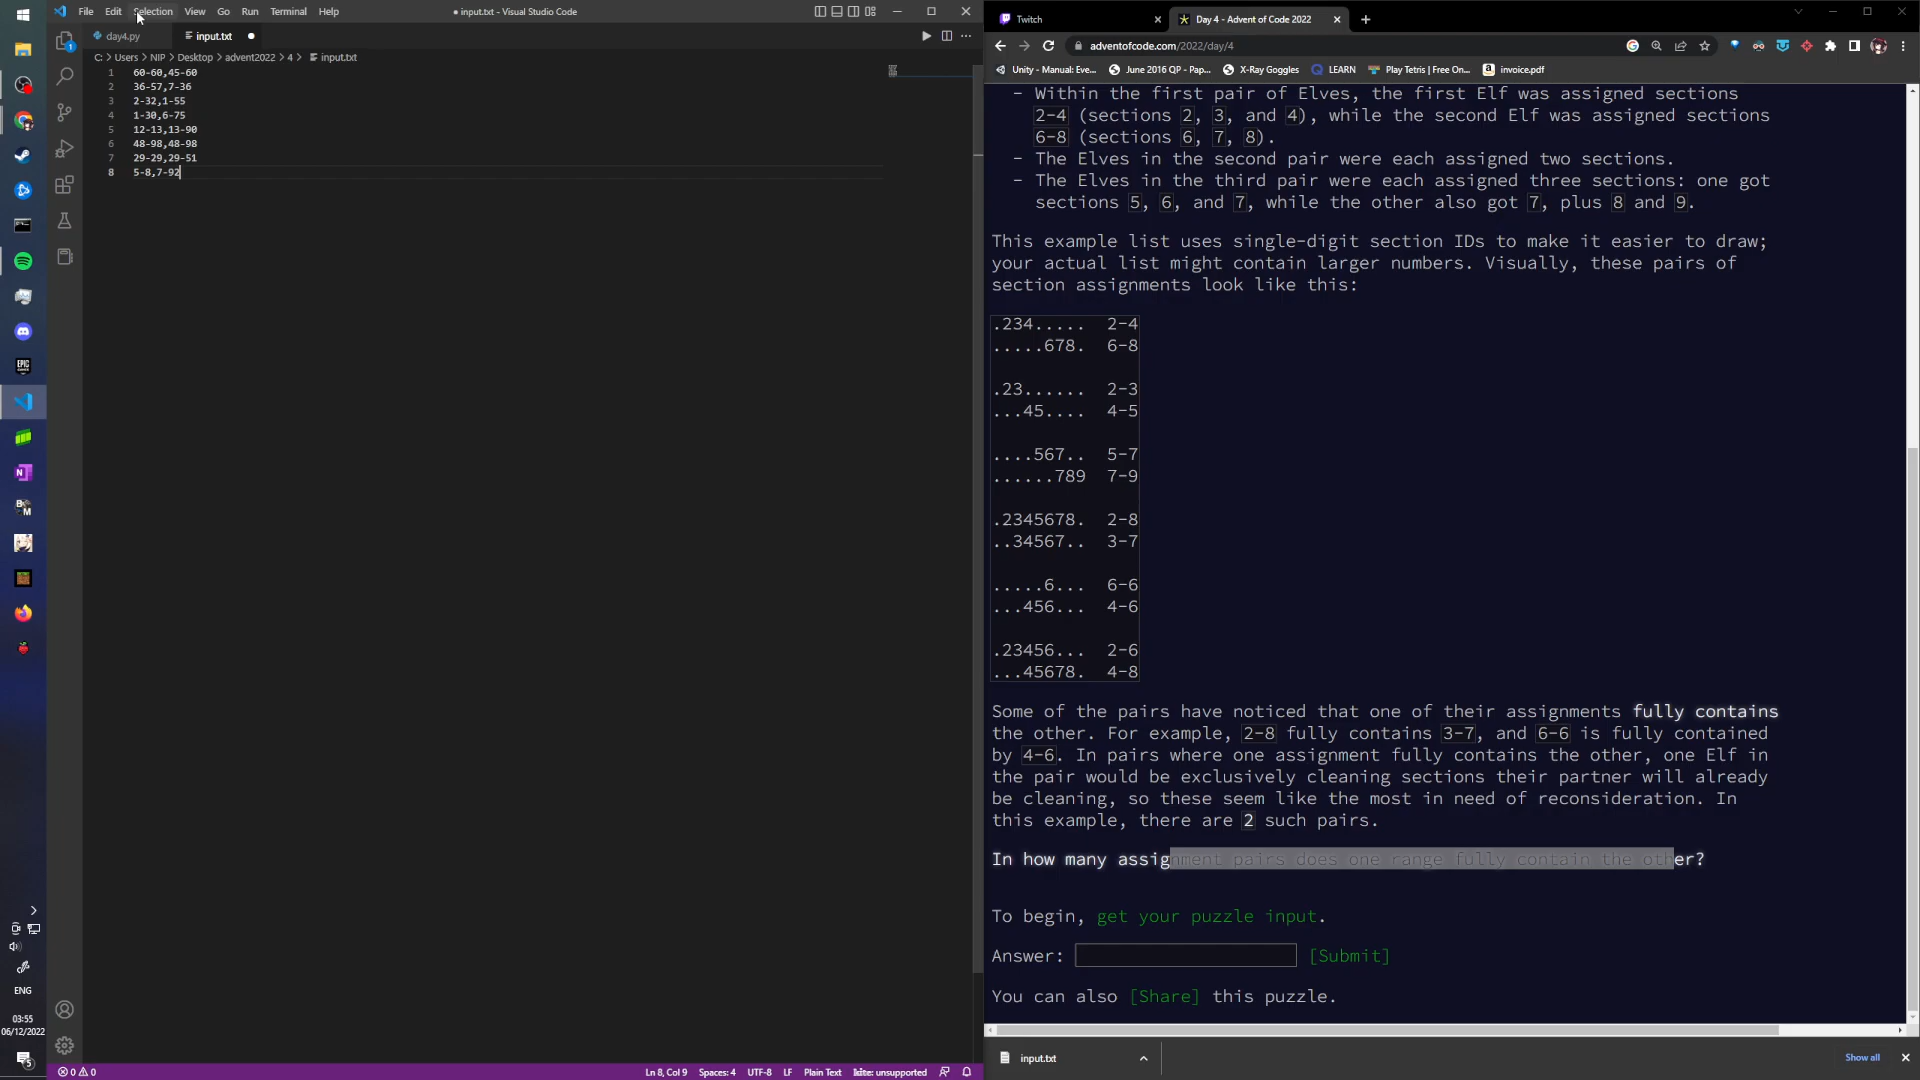 File Edit Selection View Go Run Terminal Help
● input.txt - Visual Studio Code
day4.py input.txt ●
C: > Users > NIP > Desktop > advent2022 > 4 > input.txt
1 60-60,45-60
2 36-57,7-36
3 2-32,1-55
4 1-30,6-75
5 12-13,13-90
6 48-98,48-98
7 29-29,29-51
8 5-8,7-92
ENG
03:55
06/12/2022
0 0
Ln 8, Col 9 Spaces: 4 UTF-8 LF Plain Text kite: unsupported
Twitch Day 4 - Advent of Code 2022
adventofcode.com/2022/day/4
Unity - Manual: Eve... June 2016 QP - Pap... X-Ray Goggles LEARN Play Tetris | Free On... invoice.pdf
- Within the first pair of Elves, the first Elf was assigned sections
2-4 (sections 2, 3, and 4), while the second Elf was assigned sections
6-8 (sections 6, 7, 8).
- The Elves in the second pair were each assigned two sections.
- The Elves in the third pair were each assigned three sections: one got
sections 5, 6, and 7, while the other also got 7, plus 8 and 9.
This example list uses single-digit section IDs to make it easier to draw;
your actual list might contain larger numbers. Visually, these pairs of
section assignments look like this:
.234..... 2-4
.....678. 6-8
.23...... 2-3
...45.... 4-5
....567.. 5-7
......789 7-9
.2345678. 2-8
..34567.. 3-7
.....6... 6-6
...456... 4-6
.23456... 2-6
...45678. 4-8
Some of the pairs have noticed that one of their assignments fully contains
the other. For example, 2-8 fully contains 3-7, and 6-6 is fully contained
by 4-6. In pairs where one assignment fully contains the other, one Elf in
the pair would be exclusively cleaning sections their partner will already
be cleaning, so these seem like the most in need of reconsideration. In
this example, there are 2 such pairs.
In how many assignment pairs does one range fully contain the other?
To begin, get your puzzle input.
Answer: [Submit]
You can also [Share] this puzzle.
input.txt
Show all